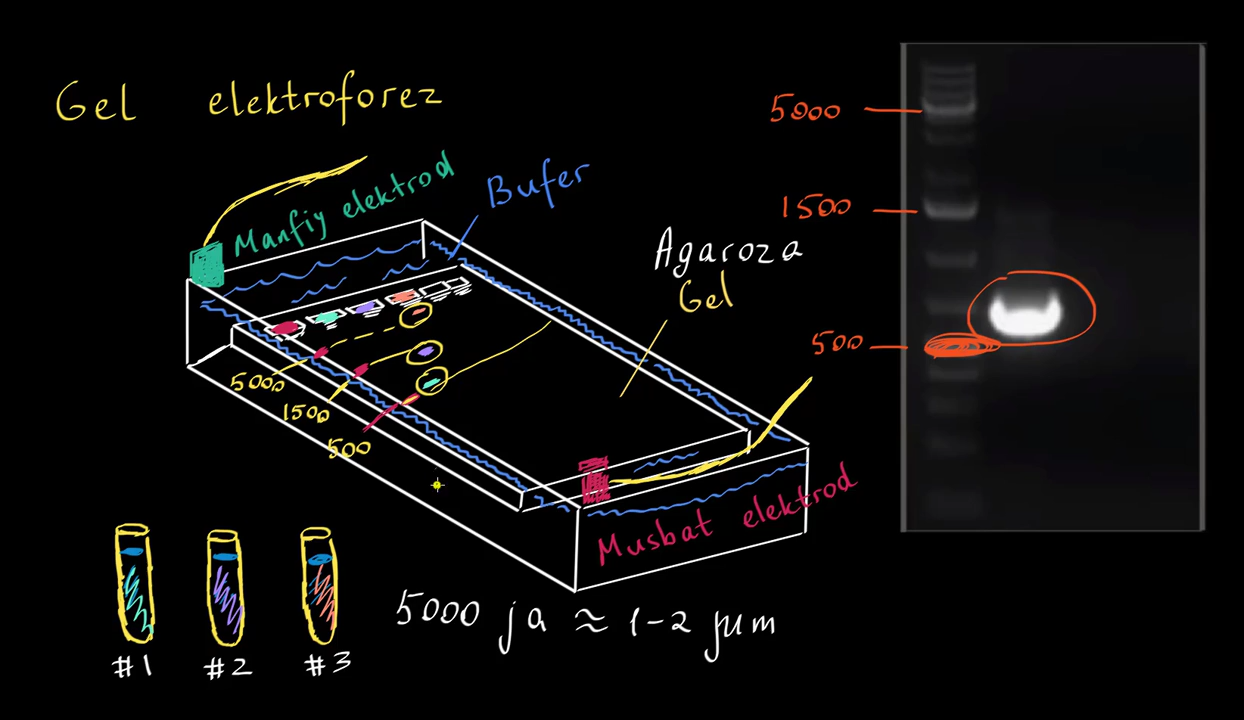 Gel elektroforez
Manfiy elektrod
Bufer
Agaroza
Gel
5000
1500
500
Musbat elektrod
5000
1500
500
#1 #2 #3
5000 ja ≈ 1-2 μm